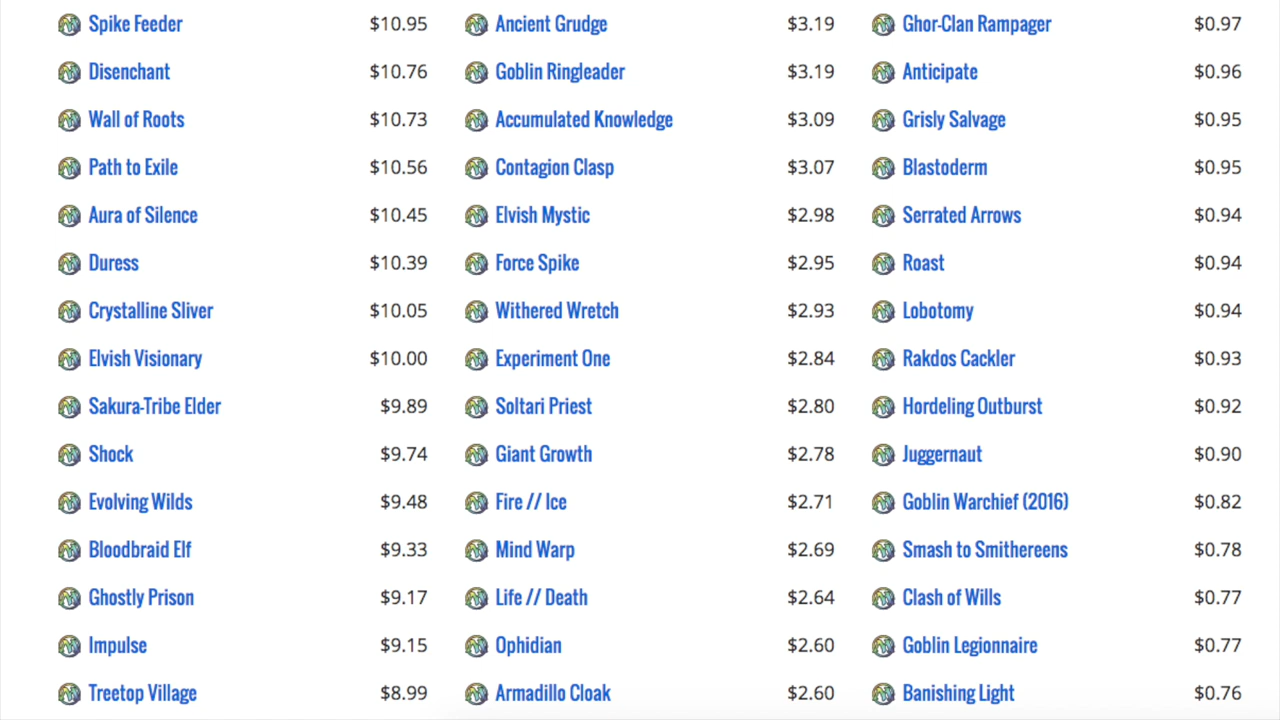 Spike Feeder $10.95 Ancient Grudge $3.19 Ghor-Clan Rampager $0.97
Disenchant $10.76 Goblin Ringleader $3.19 Anticipate $0.96
Wall of Roots $10.73 Accumulated Knowledge $3.09 Grisly Salvage $0.95
Path to Exile $10.56 Contagion Clasp $3.07 Blastoderm $0.95
Aura of Silence $10.45 Elvish Mystic $2.98 Serrated Arrows $0.94
Duress $10.39 Force Spike $2.95 Roast $0.94
Crystalline Sliver $10.05 Withered Wretch $2.93 Lobotomy $0.94
Elvish Visionary $10.00 Experiment One $2.84 Rakdos Cackler $0.93
Sakura-Tribe Elder $9.89 Soltari Priest $2.80 Hordeling Outburst $0.92
Shock $9.74 Giant Growth $2.78 Juggernaut $0.90
Evolving Wilds $9.48 Fire // Ice $2.71 Goblin Warchief (2016) $0.82
Bloodbraid Elf $9.33 Mind Warp $2.69 Smash to Smithereens $0.78
Ghostly Prison $9.17 Life // Death $2.64 Clash of Wills $0.77
Impulse $9.15 Ophidian $2.60 Goblin Legionnaire $0.77
Treetop Village $8.99 Armadillo Cloak $2.60 Banishing Light $0.76